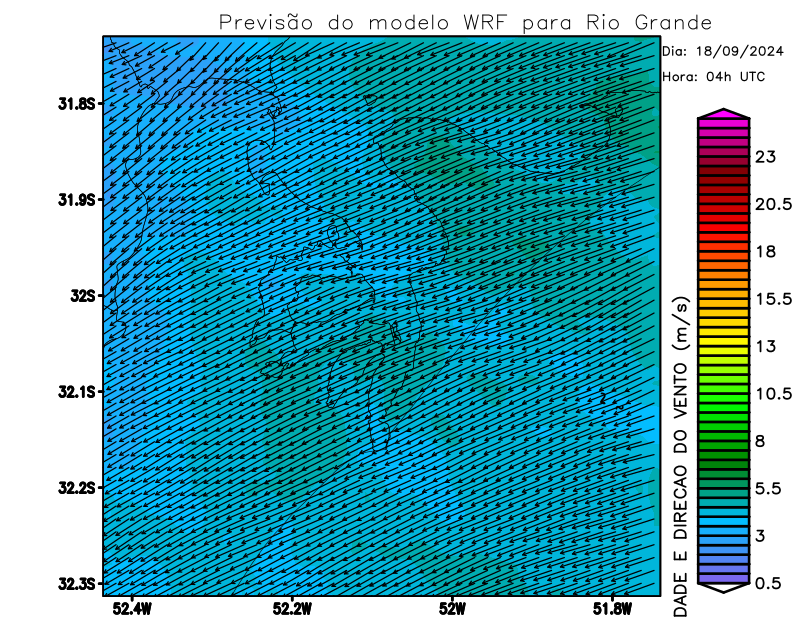 Previsão do modelo WRF para Rio Grande
Dia: 18/09/2024
Hora: 04h UTC
31.8S
31.9S
32S
32.1S
32.2S
32.3S
52.4W
52.2W
52W
51.8W
DADE E DIRECAO DO VENTO (m/s)
23
20.5
18
15.5
13
10.5
8
5.5
3
0.5